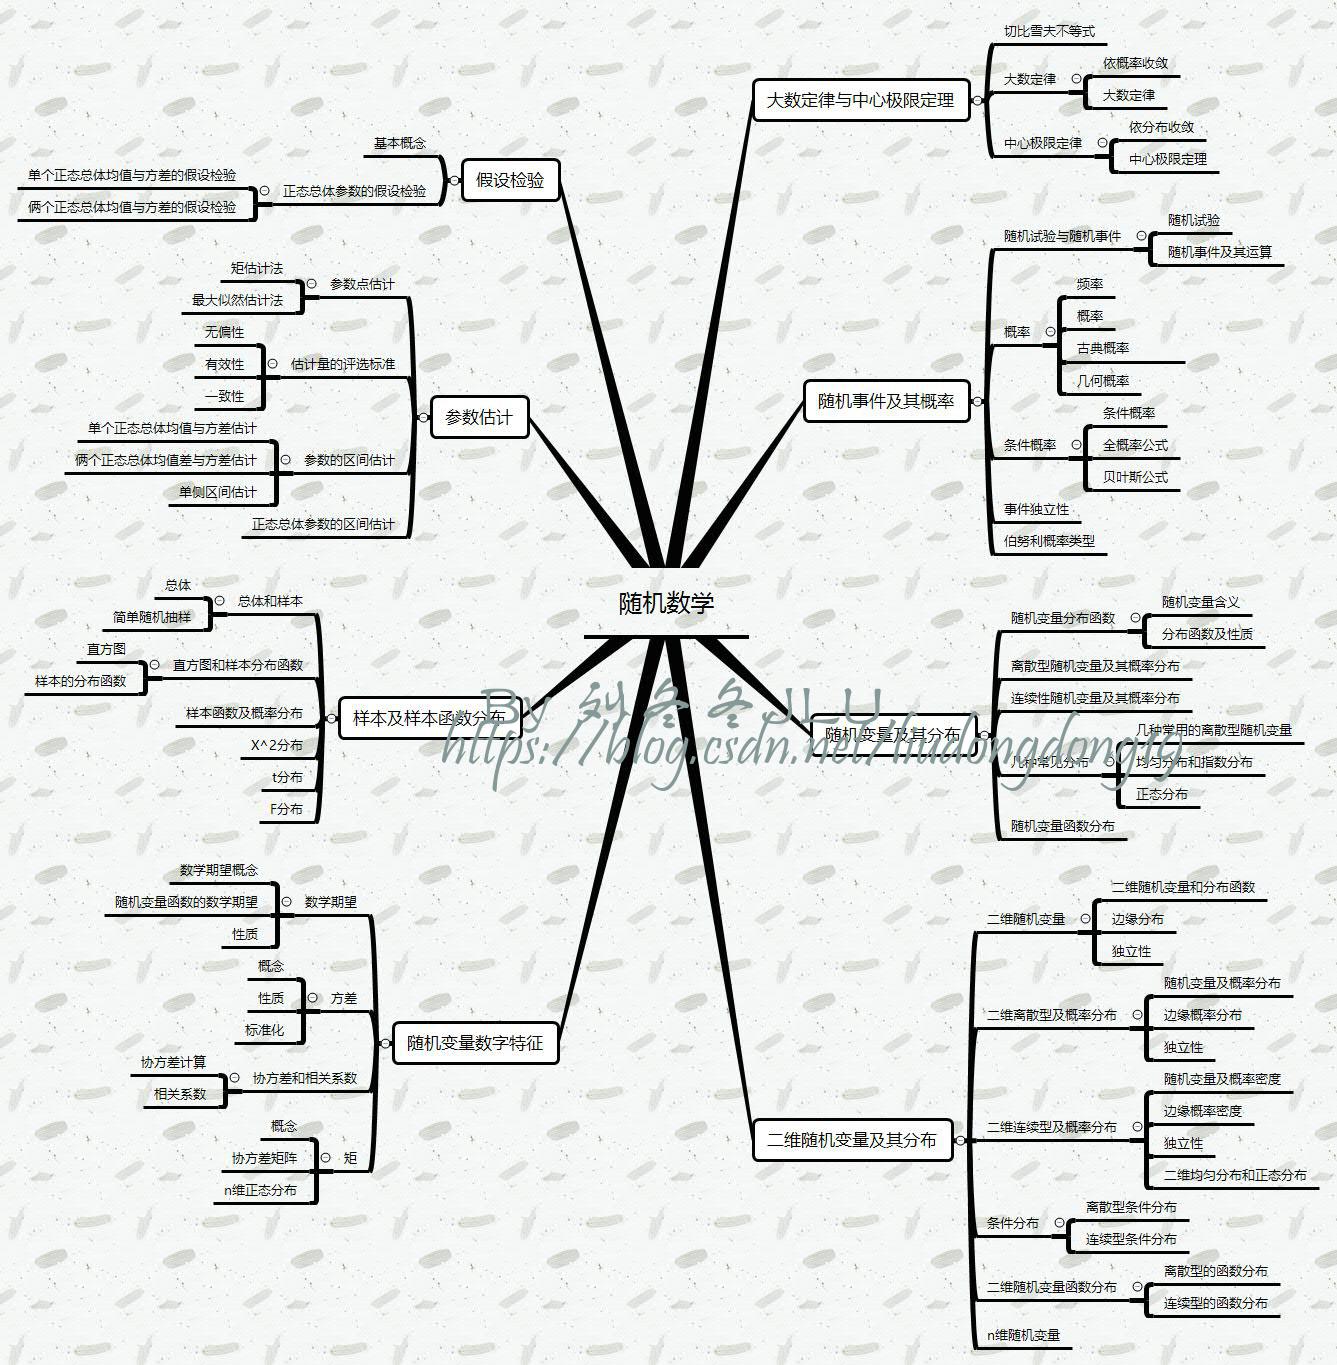 随机数学
大数定律与中心极限定理
切比雪夫不等式
大数定律
依概率收敛
大数定律
中心极限定律
依分布收敛
中心极限定理
随机事件及其概率
随机试验与随机事件
随机试验
随机事件及其运算
概率
频率
概率
古典概率
几何概率
条件概率
条件概率
全概率公式
贝叶斯公式
事件独立性
伯努利概率类型
随机变量及其分布
随机变量分布函数
随机变量含义
分布函数及性质
离散型随机变量及其概率分布
连续性随机变量及其概率分布
几种常见分布
几种常用的离散型随机变量
均匀分布和指数分布
正态分布
随机变量函数分布
二维随机变量及其分布
二维随机变量
二维随机变量和分布函数
边缘分布
独立性
二维离散型及概率分布
随机变量及概率分布
边缘概率分布
独立性
二维连续型及概率分布
随机变量及概率密度
边缘概率密度
独立性
二维均匀分布和正态分布
条件分布
离散型条件分布
连续型条件分布
二维随机变量函数分布
离散型的函数分布
连续型的函数分布
n维随机变量
假设检验
基本概念
正态总体参数的假设检验
单个正态总体均值与方差的假设检验
俩个正态总体均值与方差的假设检验
参数估计
参数点估计
矩估计法
最大似然估计法
估计量的评选标准
无偏性
有效性
一致性
参数的区间估计
单个正态总体均值与方差估计
俩个正态总体均值差与方差估计
单侧区间估计
正态总体参数的区间估计
样本及样本函数分布
总体和样本
总体
简单随机抽样
直方图和样本分布函数
直方图
样本的分布函数
样本函数及概率分布
X^2分布
t分布
F分布
随机变量数字特征
数学期望
数学期望概念
随机变量函数的数学期望
性质
方差
概念
性质
标准化
协方差和相关系数
协方差计算
相关系数
矩
概念
协方差矩阵
n维正态分布
By 刘冬冬JLU